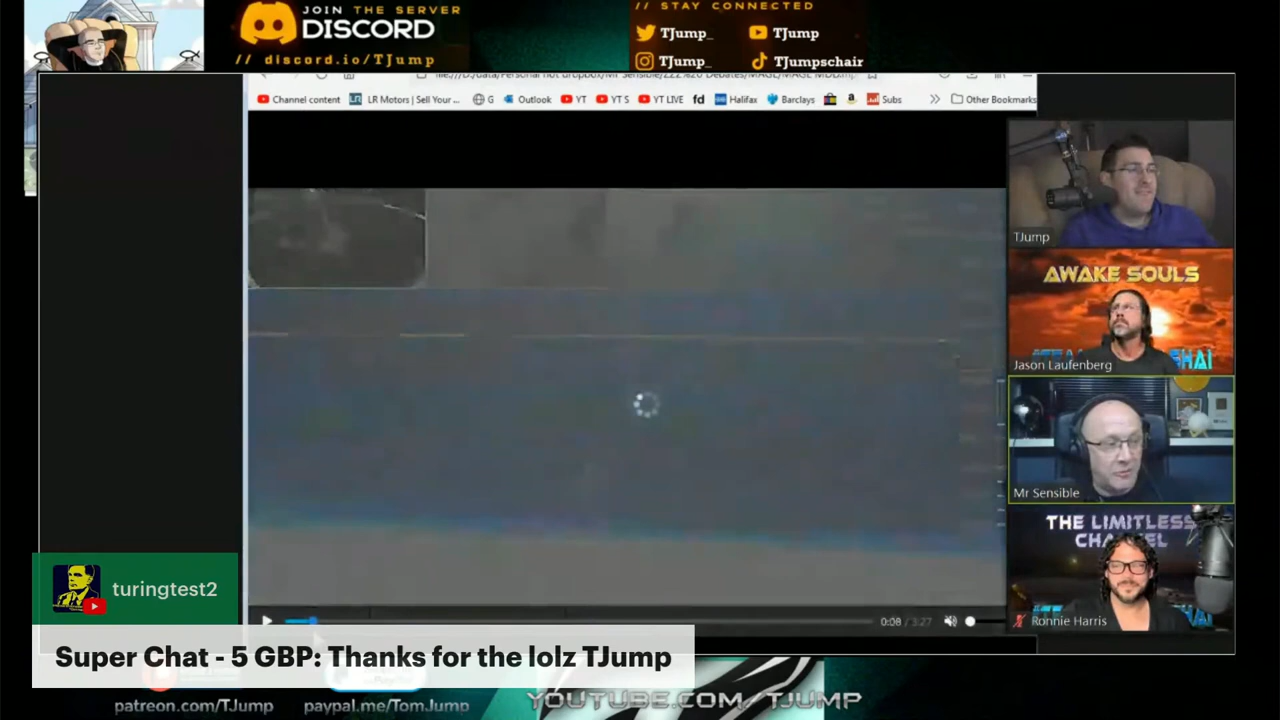 JOIN THE SERVER
DISCORD
// discord.io/TJump
// STAY CONNECTED
TJump_
TJump
TJump_
TJumpschair
Channel content
LR Motors | Sell Your ...
G
Outlook
YT
YT S
YT LIVE
fd
Halifax
Barclays
a
Subs
Other Bookmarks
TJump
AWAKE SOULS
Jason Laufenberg
Mr Sensible
THE LIMITLESS
CHANNEL
Ronnie Harris
0:08 / 3:27
turingtest2
Super Chat - 5 GBP: Thanks for the lolz TJump
patreon.com/TJump
paypal.me/TomJump
YOUTUBE.COM/TJUMP